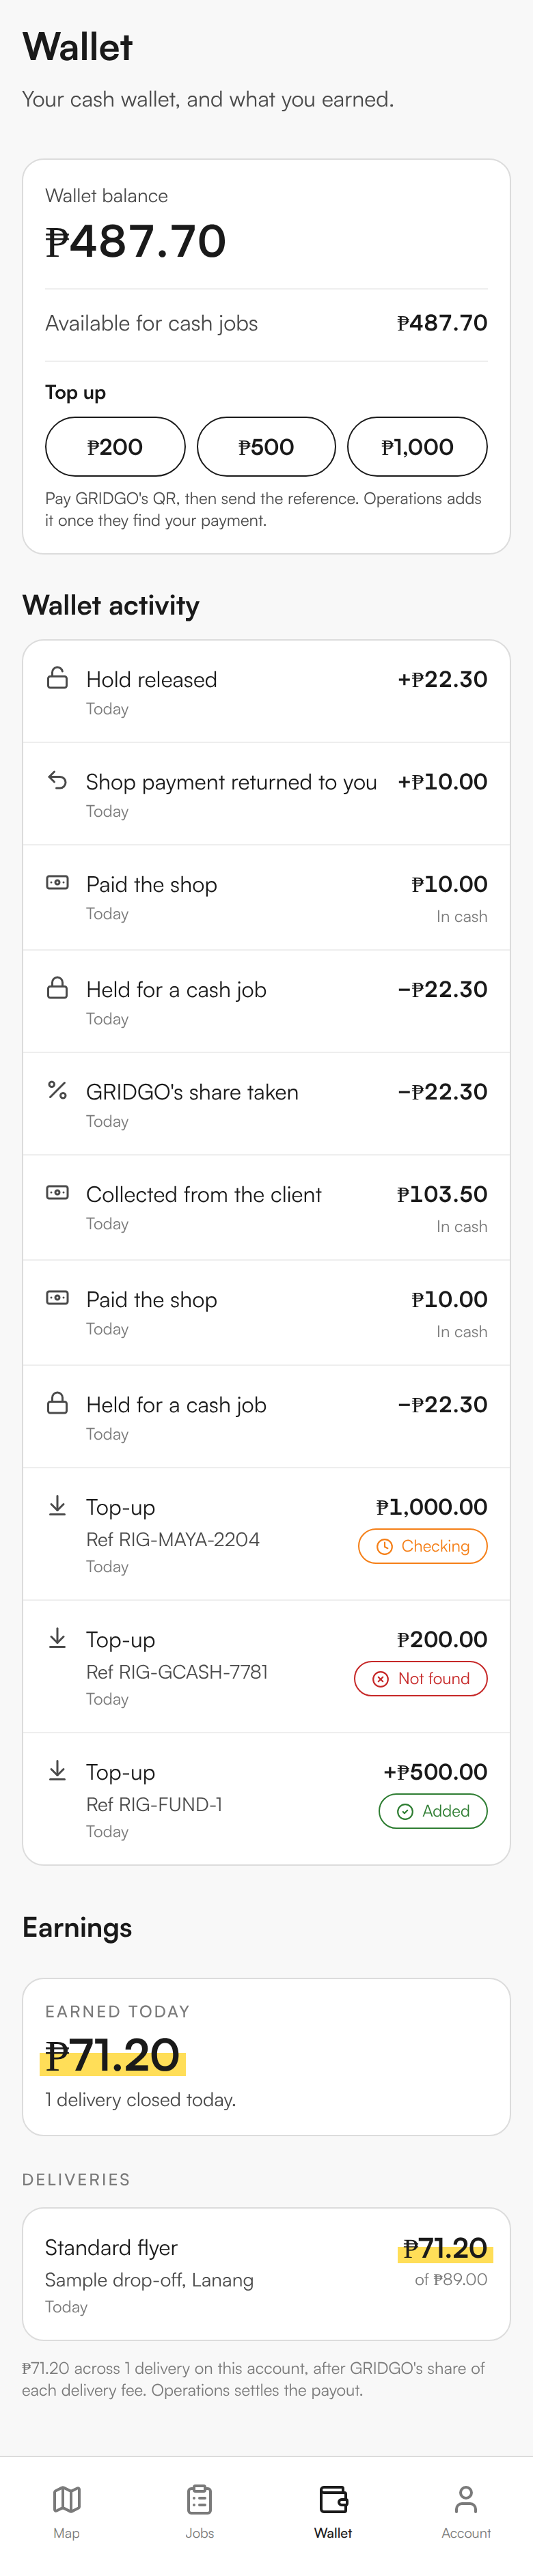 Wallet
Your cash wallet, and what you earned.
Wallet balance
₱487.70
Available for cash jobs ₱487.70
Top up
₱200 ₱500 ₱1,000
Pay GRIDGO's QR, then send the reference. Operations adds
it once they find your payment.
Wallet activity
Hold released +₱22.30
Today
Shop payment returned to you +₱10.00
Today
Paid the shop ₱10.00
Today In cash
Held for a cash job −₱22.30
Today
GRIDGO's share taken −₱22.30
Today
Collected from the client ₱103.50
Today In cash
Paid the shop ₱10.00
Today In cash
Held for a cash job −₱22.30
Today
Top-up ₱1,000.00
Ref RIG-MAYA-2204 Checking
Today
Top-up ₱200.00
Ref RIG-GCASH-7781 Not found
Today
Top-up +₱500.00
Ref RIG-FUND-1 Added
Today
Earnings
EARNED TODAY
₱71.20
1 delivery closed today.
DELIVERIES
Standard flyer ₱71.20
Sample drop-off, Lanang of ₱89.00
Today
₱71.20 across 1 delivery on this account, after GRIDGO's share of
each delivery fee. Operations settles the payout.
Map Jobs Wallet Account